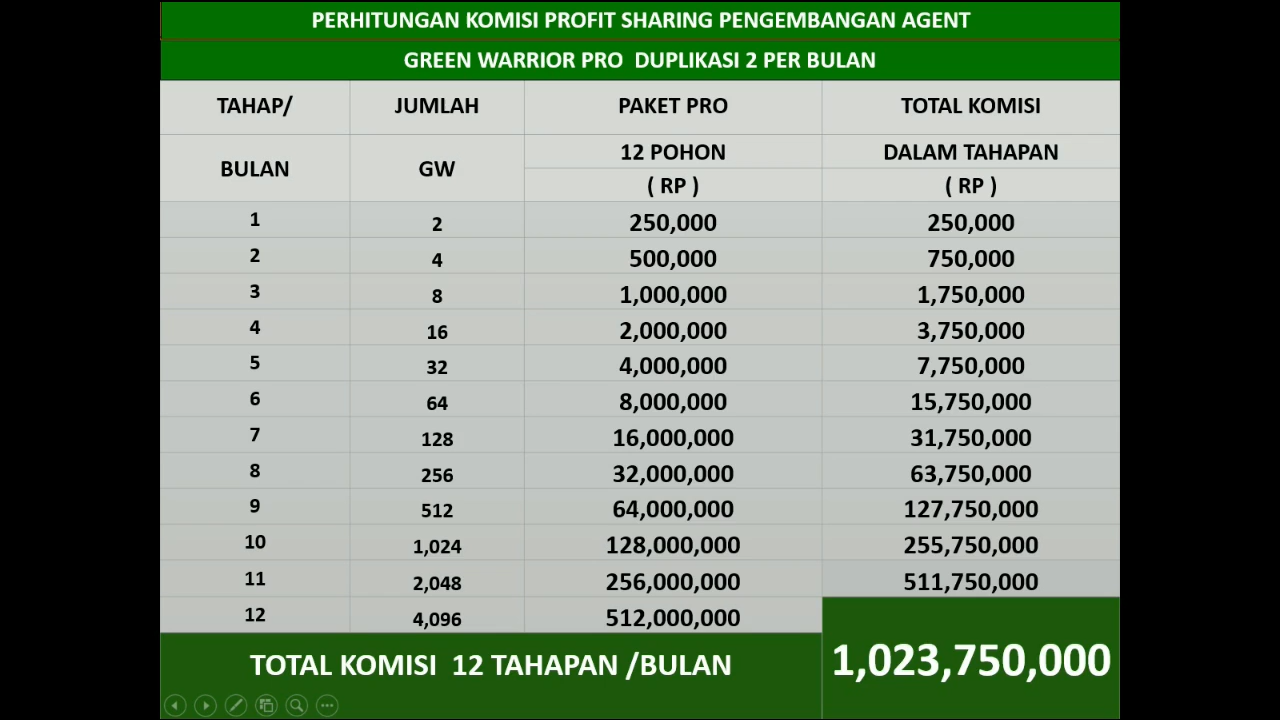 PERHITUNGAN KOMISI PROFIT SHARING PENGEMBANGAN AGENT
GREEN WARRIOR PRO DUPLIKASI 2 PER BULAN
TAHAP/ JUMLAH PAKET PRO TOTAL KOMISI
BULAN GW 12 POHON DALAM TAHAPAN
( RP ) ( RP )
1 2 250,000 250,000
2 4 500,000 750,000
3 8 1,000,000 1,750,000
4 16 2,000,000 3,750,000
5 32 4,000,000 7,750,000
6 64 8,000,000 15,750,000
7 128 16,000,000 31,750,000
8 256 32,000,000 63,750,000
9 512 64,000,000 127,750,000
10 1,024 128,000,000 255,750,000
11 2,048 256,000,000 511,750,000
12 4,096 512,000,000
TOTAL KOMISI 12 TAHAPAN /BULAN 1,023,750,000